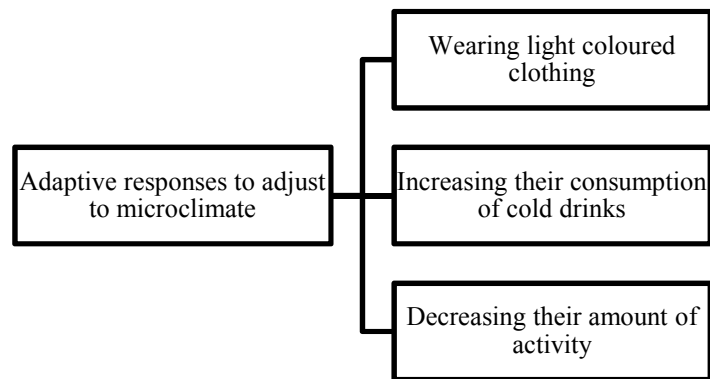 Wearing light coloured
clothing
Adaptive responses to adjust
to microclimate
Increasing their consumption
of cold drinks
Decreasing their amount of
activity